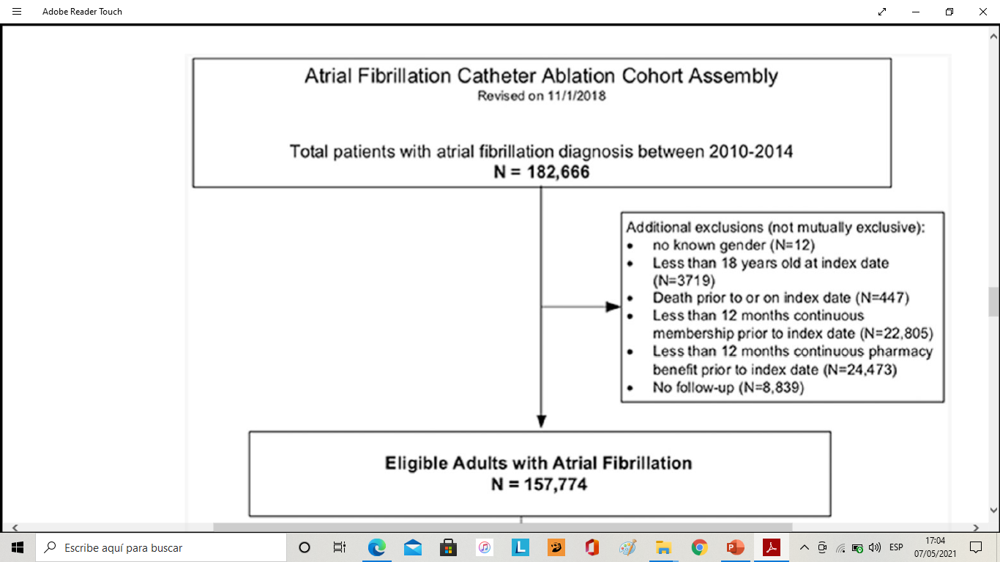 Adobe Reader Touch
Atrial Fibrillation Catheter Ablation Cohort Assembly
Revised on 11/1/2018
Total patients with atrial fibrillation diagnosis between 2010-2014
N = 182,666
Additional exclusions (not mutually exclusive):
• no known gender (N=12)
• Less than 18 years old at index date
(N=3719)
• Death prior to or on index date (N=447)
• Less than 12 months continuous
membership prior to index date (N=22,805)
• Less than 12 months continuous pharmacy
benefit prior to index date (N=24,473)
• No follow-up (N=8,839)
Eligible Adults with Atrial Fibrillation
N = 157,774
Escribe aquí para buscar
ESP
17:04
07/05/2021